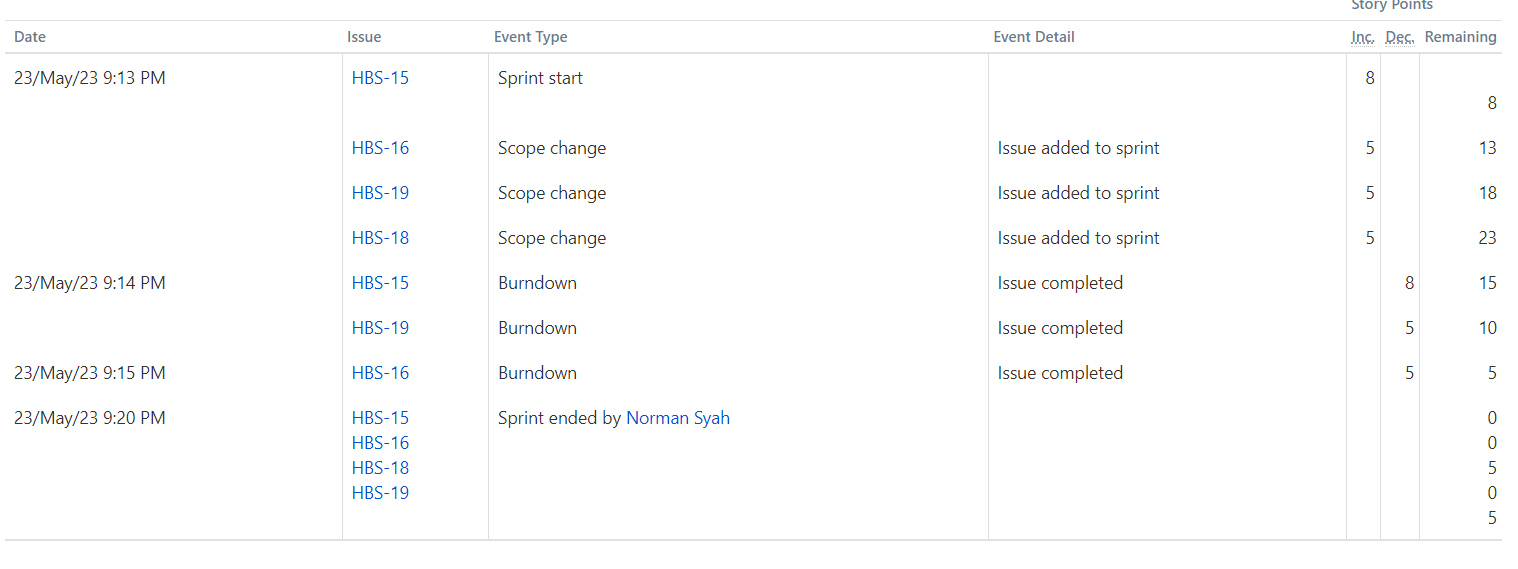 Story Points
Date Issue Event Type Event Detail Inc. Dec. Remaining
23/May/23 9:13 PM HBS-15 Sprint start 8
8
HBS-16 Scope change Issue added to sprint 5 13
HBS-19 Scope change Issue added to sprint 5 18
HBS-18 Scope change Issue added to sprint 5 23
23/May/23 9:14 PM HBS-15 Burndown Issue completed 8 15
HBS-19 Burndown Issue completed 5 10
23/May/23 9:15 PM HBS-16 Burndown Issue completed 5 5
23/May/23 9:20 PM HBS-15 Sprint ended by Norman Syah 0
HBS-16 0
HBS-18 5
HBS-19 0
5